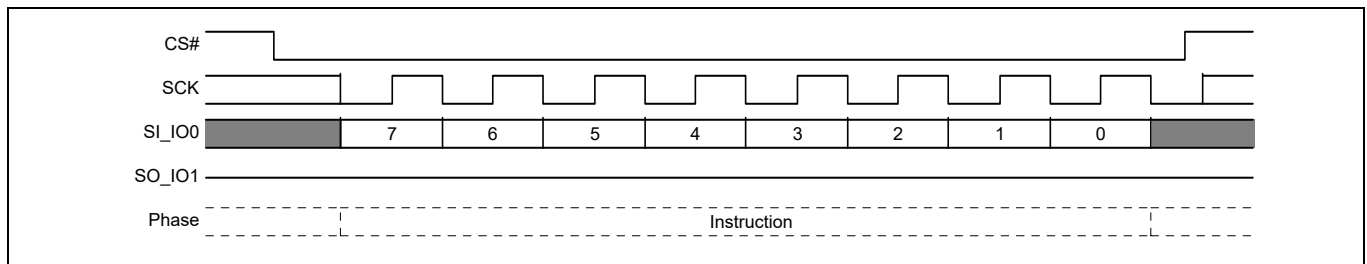 CS#
SCK
SI_IO0 7 6 5 4 3 2 1 0
SO_IO1
Phase Instruction